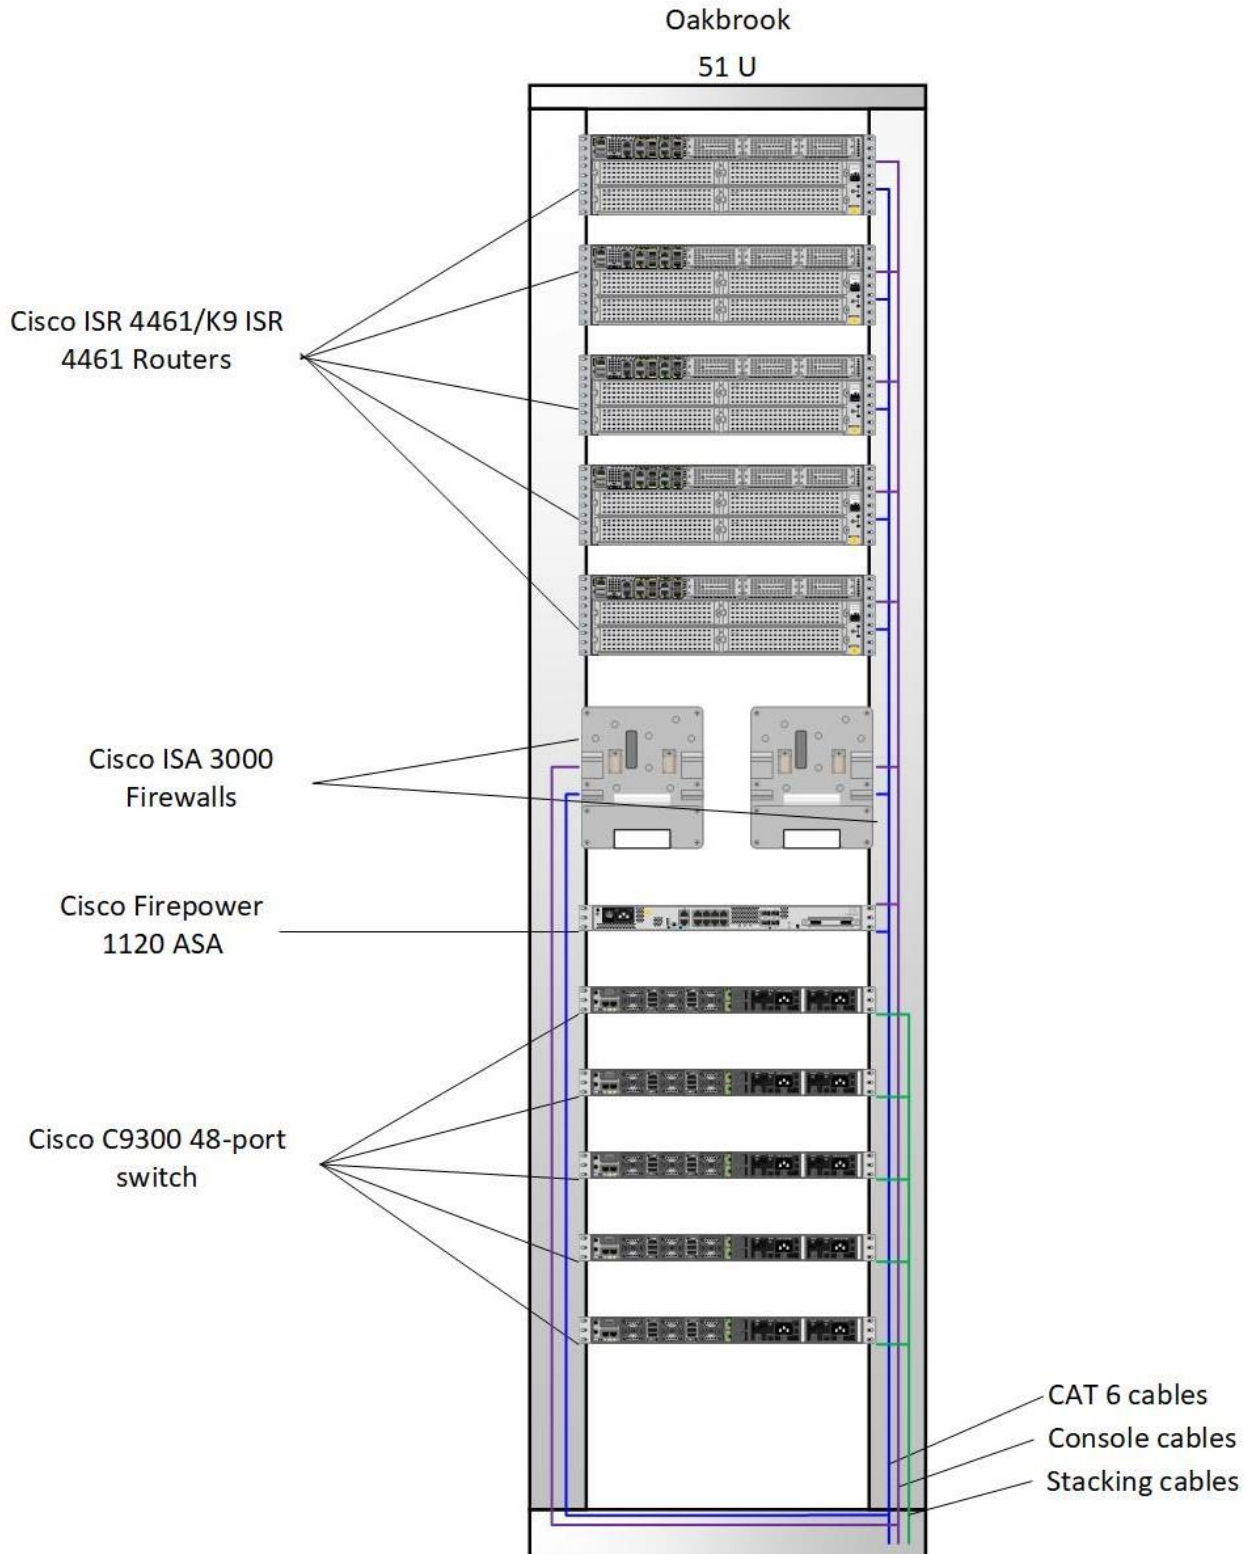 Oakbrook
51 U
Cisco ISR 4461/K9 ISR
4461 Routers
Cisco ISA 3000
Firewalls
Cisco Firepower
1120 ASA
Cisco C9300 48-port
switch
CAT 6 cables
Console cables
Stacking cables